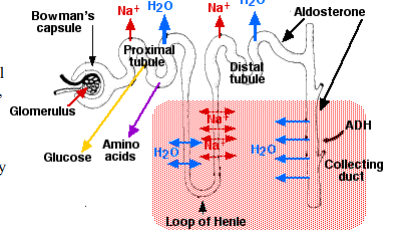 Bowman's
capsule
Na+
H2O
Na+
H2O
Aldosterone
Proximal
tubule
Distal
tubule
Glomerulus
Glucose
Amino
acids
H2O
Na+
Na+
H2O
ADH
Collecting
duct
Loop of Henle